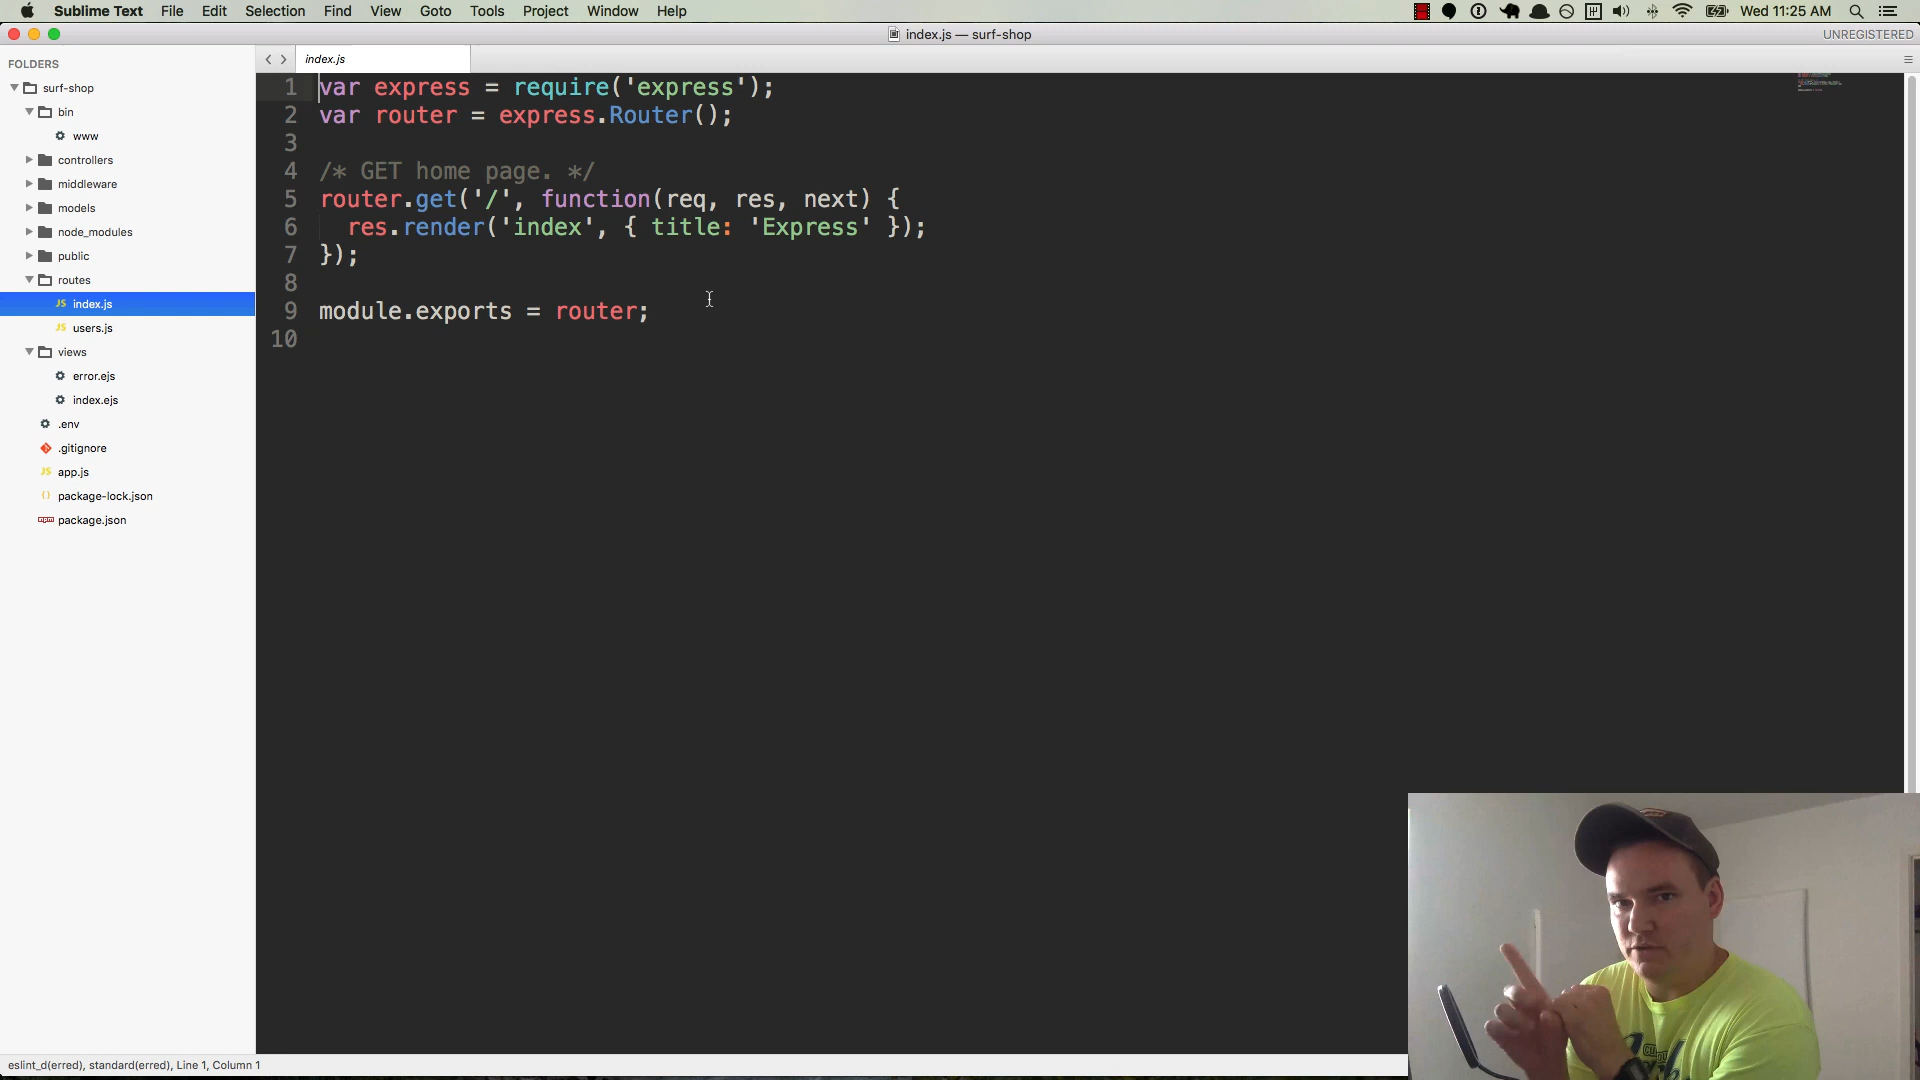 Sublime Text File Edit Selection Find View Goto Tools Project Window Help
Wed 11:25 AM
index.js — surf-shop
UNREGISTERED
FOLDERS
surf-shop
bin
www
controllers
middleware
models
node_modules
public
routes
JS index.js
JS users.js
views
error.ejs
index.ejs
.env
.gitignore
JS app.js
package-lock.json
package.json
index.js
1 var express = require('express');
2 var router = express.Router();
3
4 /* GET home page. */
5 router.get('/', function(req, res, next) {
6 res.render('index', { title: 'Express' });
7 });
8
9 module.exports = router;
10
eslint_d(erred), standard(erred), Line 1, Column 1